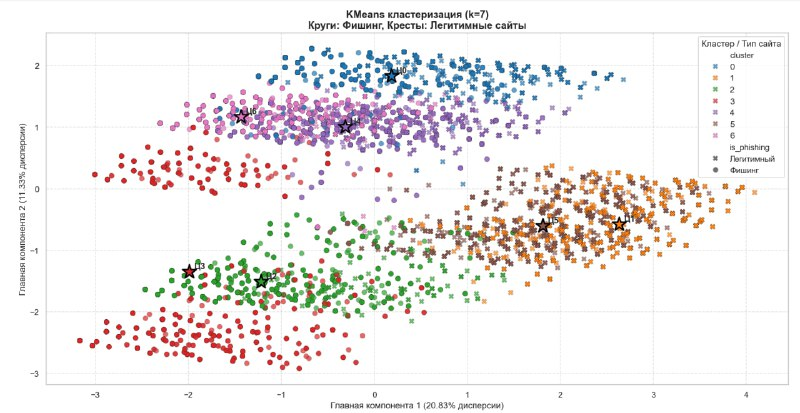 KMeans кластеризация (k=7)
Круги: Фишинг, Кресты: Легитимные сайты
Главная компонента 2 (11.33% дисперсии)
2
1
0
−1
−2
−3
Кластер / Тип сайта
cluster
0
1
2
3
4
5
6
is_phishing
Легитимный
Фишинг
−3
−2
−1
0
1
2
3
4
Главная компонента 1 (20.83% дисперсии)